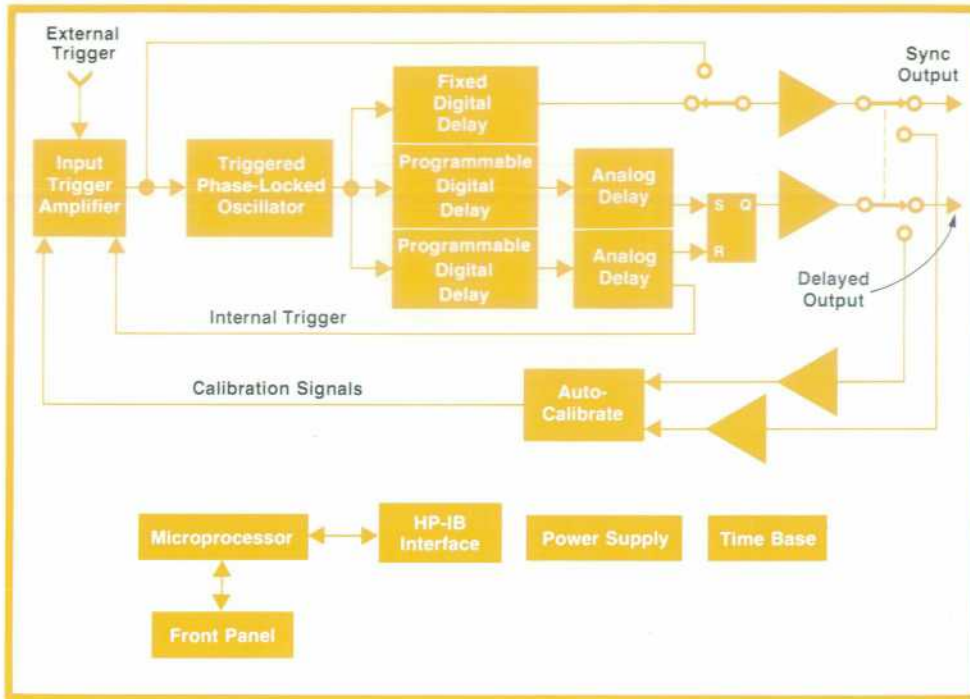 External
Trigger
Sync
Output
Fixed
Digital
Delay
Input
Trigger
Amplifier
Triggered
Phase-Locked
Oscillator
Programmable
Digital
Delay
Analog
Delay
S Q
R
Programmable
Digital
Delay
Analog
Delay
Delayed
Output
Internal Trigger
Calibration Signals
Auto-
Calibrate
Microprocessor
HP-IB
Interface
Power Supply
Time Base
Front Panel